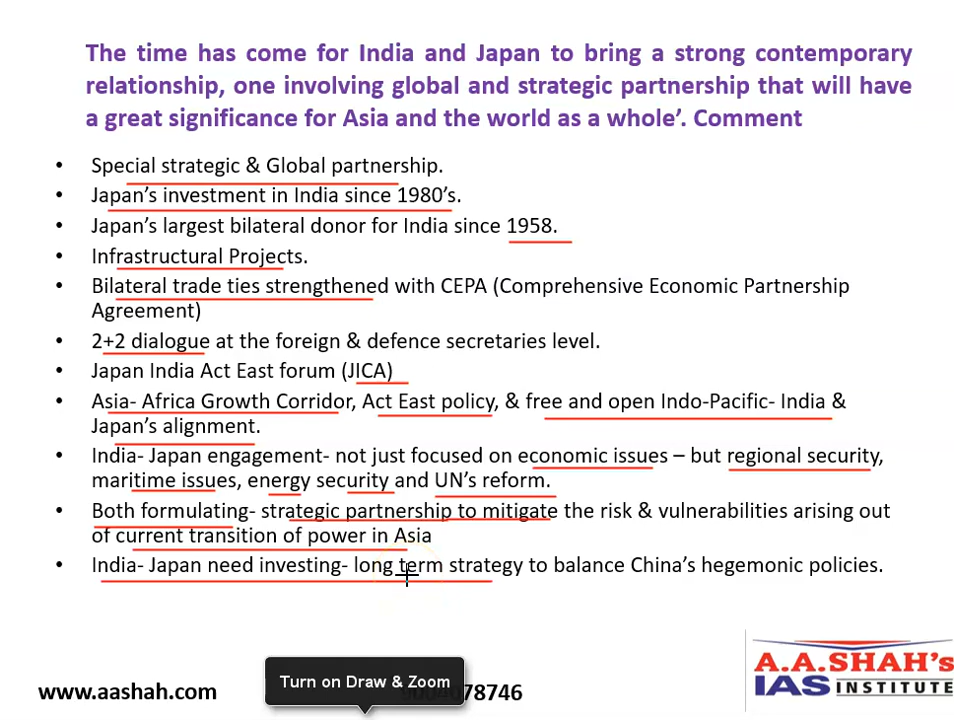 The time has come for India and Japan to bring a strong contemporary
relationship, one involving global and strategic partnership that will have
a great significance for Asia and the world as a whole’. Comment
• Special strategic & Global partnership.
• Japan’s investment in India since 1980’s.
• Japan’s largest bilateral donor for India since 1958.
• Infrastructural Projects.
• Bilateral trade ties strengthened with CEPA (Comprehensive Economic Partnership
Agreement)
• 2+2 dialogue at the foreign & defence secretaries level.
• Japan India Act East forum (JICA)
• Asia- Africa Growth Corridor, Act East policy, & free and open Indo-Pacific- India &
Japan’s alignment.
• India- Japan engagement- not just focused on economic issues – but regional security,
maritime issues, energy security and UN’s reform.
• Both formulating- strategic partnership to mitigate the risk & vulnerabilities arising out
of current transition of power in Asia
• India- Japan need investing- long term strategy to balance China’s hegemonic policies.
Turn on Draw & Zoom
www.aashah.com
78746
A.A.SHAH's
IAS INSTITUTE